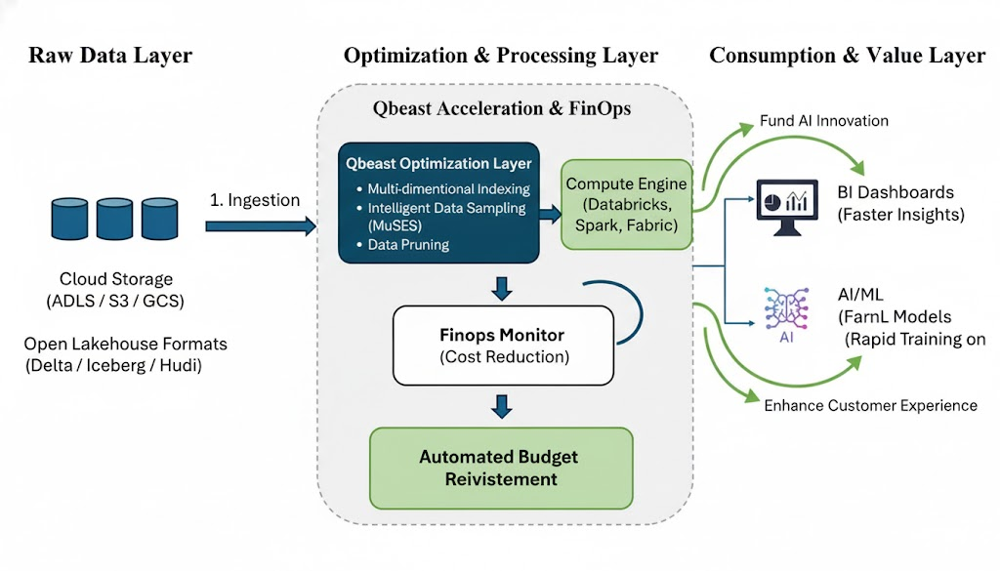 Raw Data Layer
Optimization & Processing Layer
Consumption & Value Layer
Qbeast Acceleration & FinOps
Qbeast Optimization Layer
• Multi-dimentional Indexing
• Intelligent Data Sampling
(MuSES)
• Data Pruning
Compute Engine
(Databricks,
Spark, Fabric)
Fund AI Innovation
BI Dashboards
(Faster Insights)
1. Ingestion
Cloud Storage
(ADLS / S3 / GCS)
Open Lakehouse Formats
(Delta / Iceberg / Hudi)
Finops Monitor
(Cost Reduction)
AI
AI/ML
(FarnL Models
(Rapid Training on
Enhance Customer Experience
Automated Budget
Reivistement